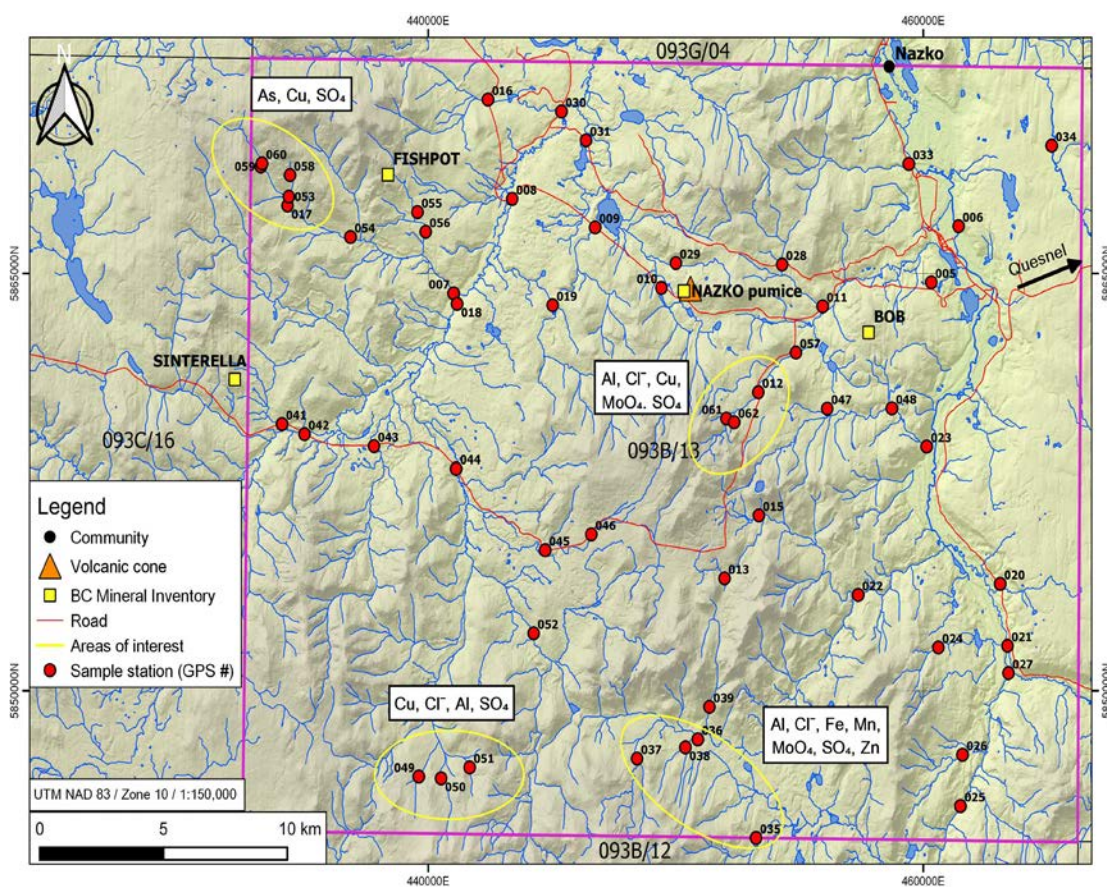 440000E
460000E
093G/04
Nazko
N
As, Cu, SO₄
016
030
031
034
060
059
058
FISHPOT
033
053
017
008
055
056
054
009
006
029
028
Quesnel
5865000N
5865000N
007
018
019
010
NAZKO pumice
005
011
BOB
057
SINTERELLA
Al, Cl⁻, Cu,
MoO₄. SO₄
012
061
062
047
048
041
042
043
093C/16
093B/13
023
044
Legend
Community
Volcanic cone
BC Mineral Inventory
Road
Areas of interest
Sample station (GPS #)
015
046
045
013
022
020
052
024
021
027
5850000N
5850000N
Cu, Cl⁻, Al, SO₄
039
Al, Cl⁻, Fe, Mn,
MoO₄, SO₄, Zn
036
038
037
051
049
050
026
025
035
UTM NAD 83 / Zone 10 / 1:150,000
0 5 10 km
093B/12
440000E
460000E